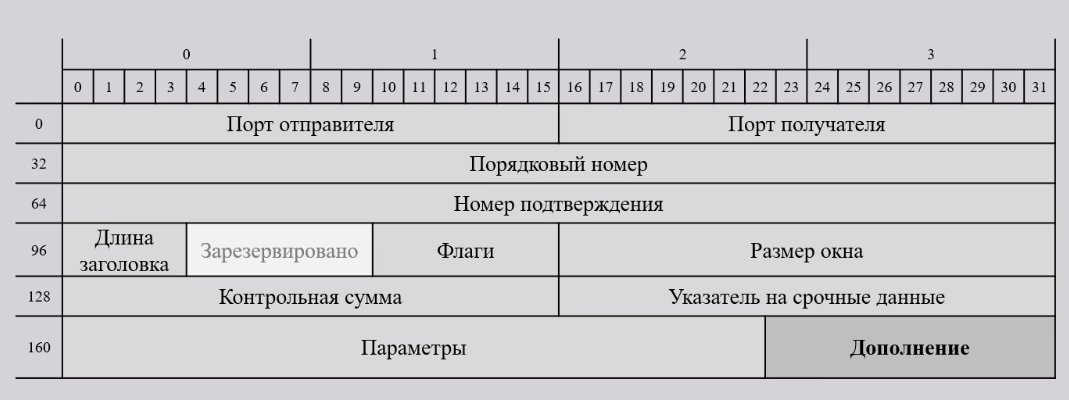 0 1 2 3
0 1 2 3 4 5 6 7 8 9 10 11 12 13 14 15 16 17 18 19 20 21 22 23 24 25 26 27 28 29 30 31
0 Порт отправителя Порт получателя
32 Порядковый номер
64 Номер подтверждения
96 Длина заголовка Зарезервировано Флаги Размер окна
128 Контрольная сумма Указатель на срочные данные
160 Параметры Дополнение